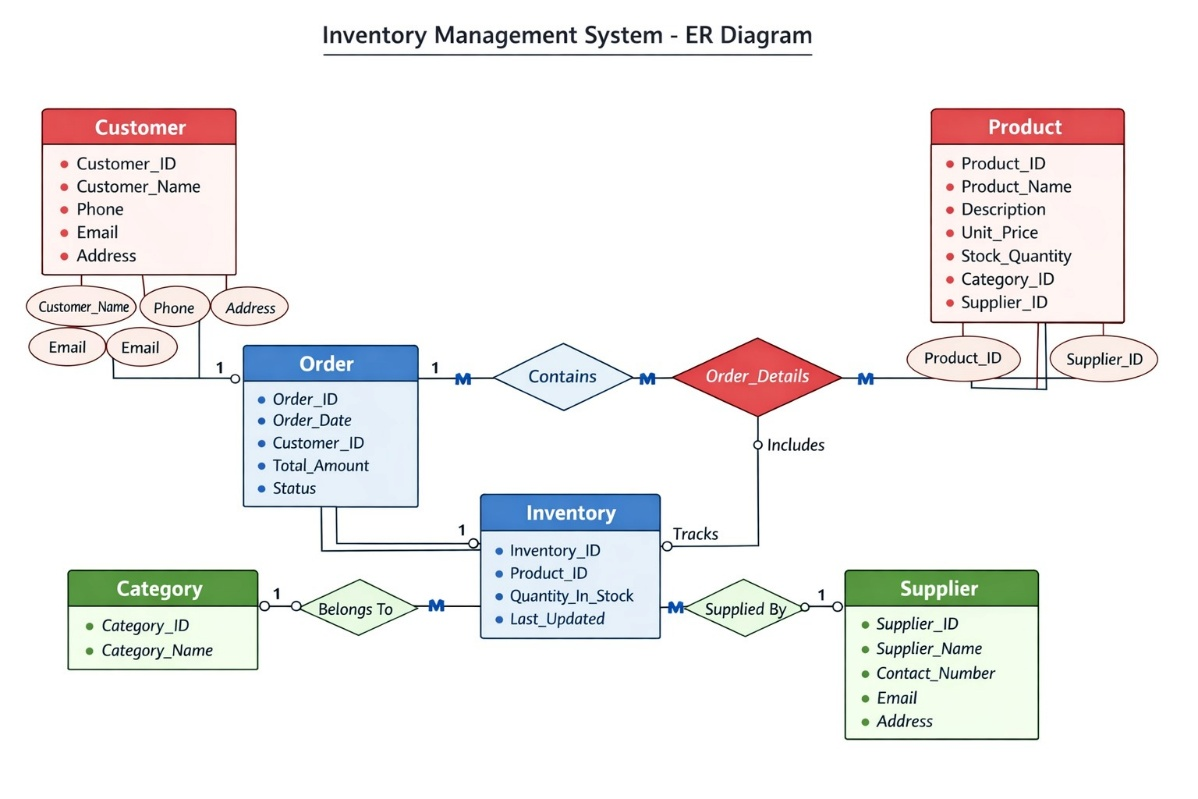 Inventory Management System - ER Diagram
Customer
Customer_ID
Customer_Name
Phone
Email
Address
Customer_Name
Phone
Address
Email
Email
Product
Product_ID
Product_Name
Description
Unit_Price
Stock_Quantity
Category_ID
Supplier_ID
Product_ID
Supplier_ID
1
Order
Order_ID
Order_Date
Customer_ID
Total_Amount
Status
1
M
Contains
M
Order_Details
M
Includes
Tracks
1
Inventory
Inventory_ID
Product_ID
Quantity_In_Stock
Last_Updated
Category
Category_ID
Category_Name
1
Belongs To
M
M
Supplied By
1
Supplier
Supplier_ID
Supplier_Name
Contact_Number
Email
Address